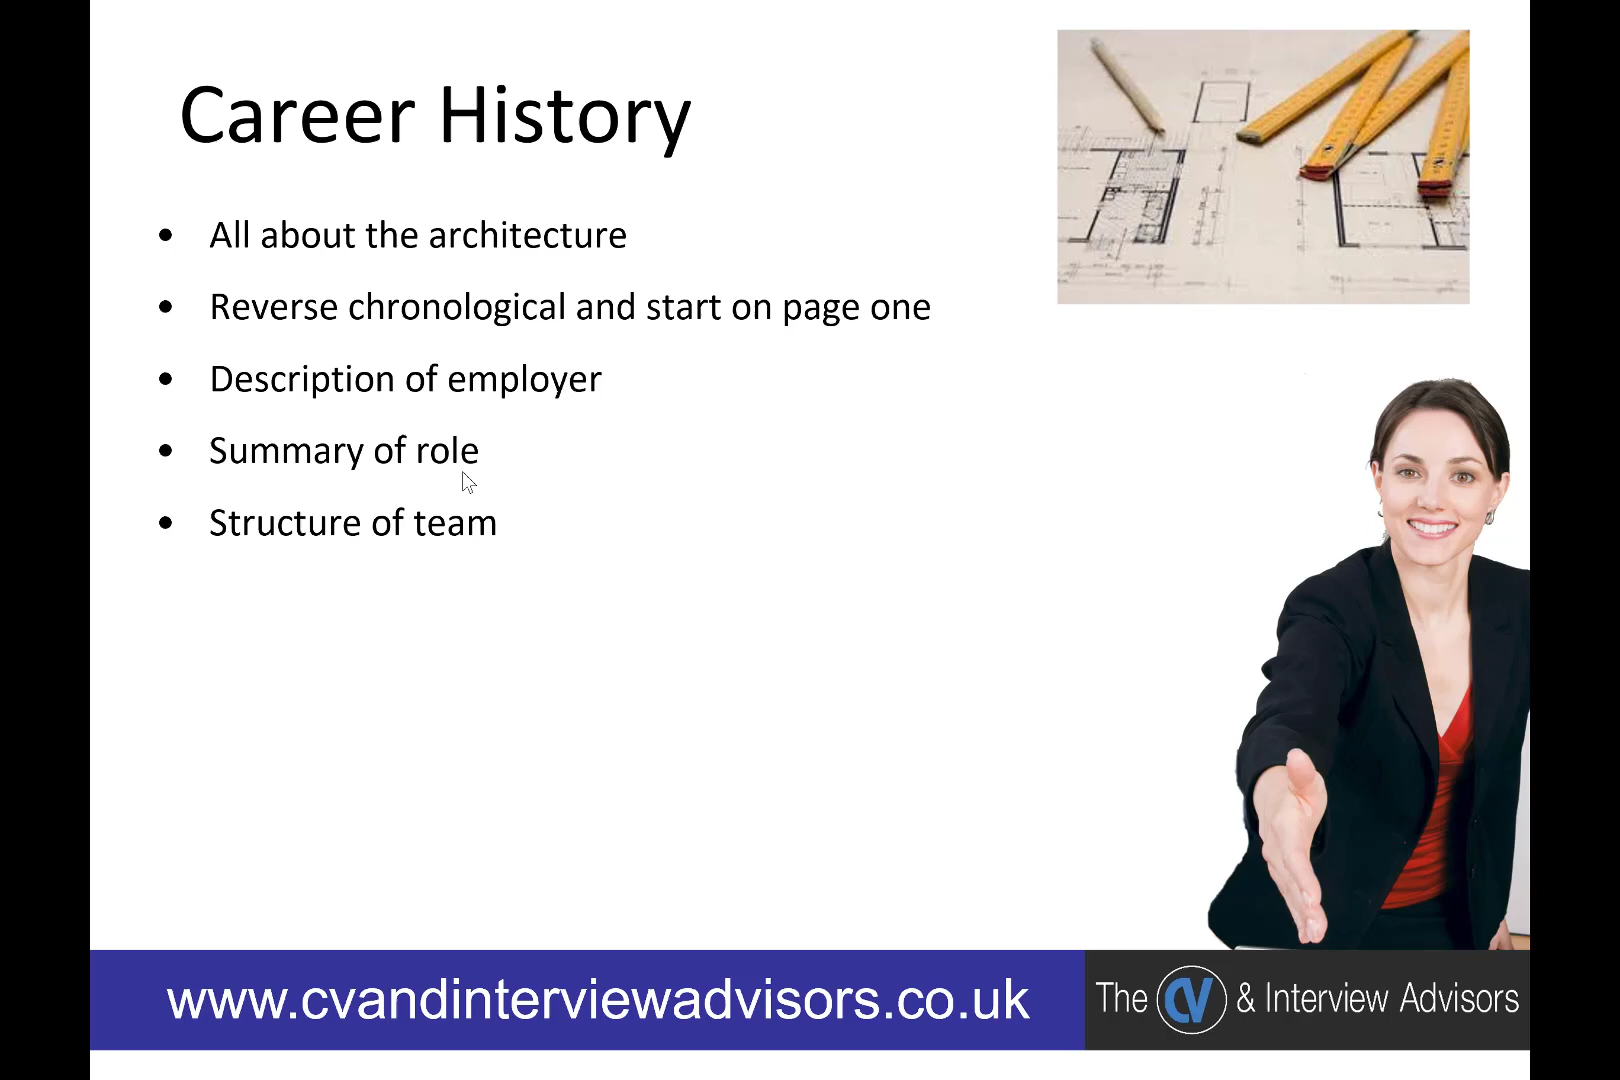 Career History
• All about the architecture
• Reverse chronological and start on page one
• Description of employer
• Summary of role
• Structure of team
www.cvandinterviewadvisors.co.uk
The CV & Interview Advisors